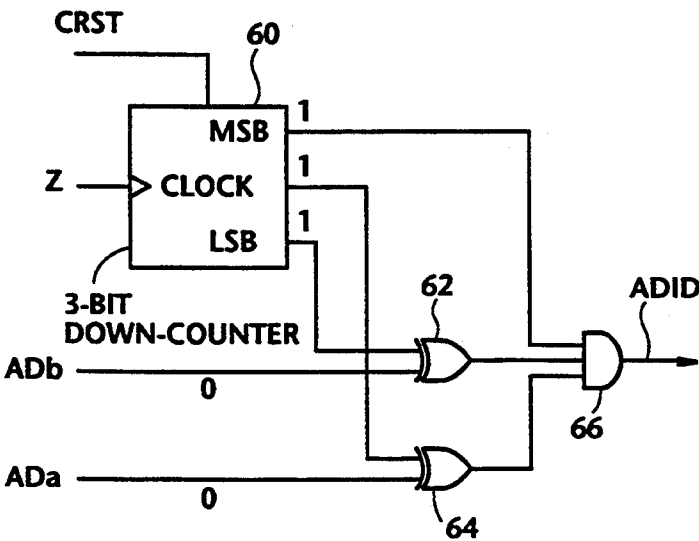 CRST
60
MSB
1
Z
CLOCK
1
LSB
1
3-BIT
DOWN-COUNTER
62
ADID
ADb
0
66
ADa
0
64